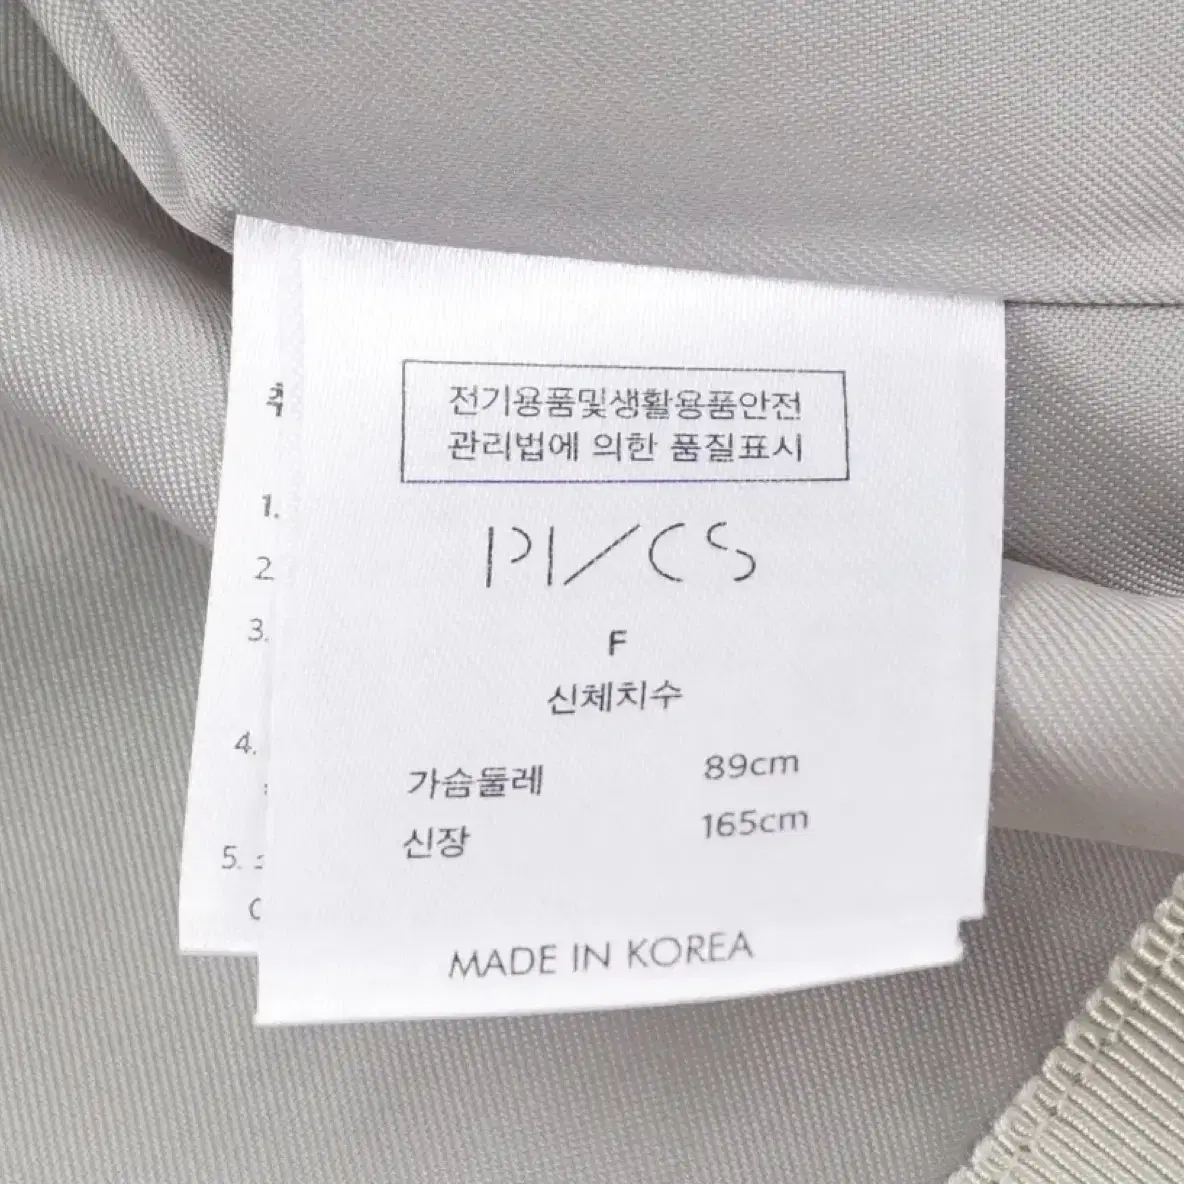 전기용품및생활용품안전
관리법에 의한 품질표시
PI/CS
F
신체치수
가슴둘레 89cm
신장 165cm
MADE IN KOREA
1.
2
3.
4.
5.